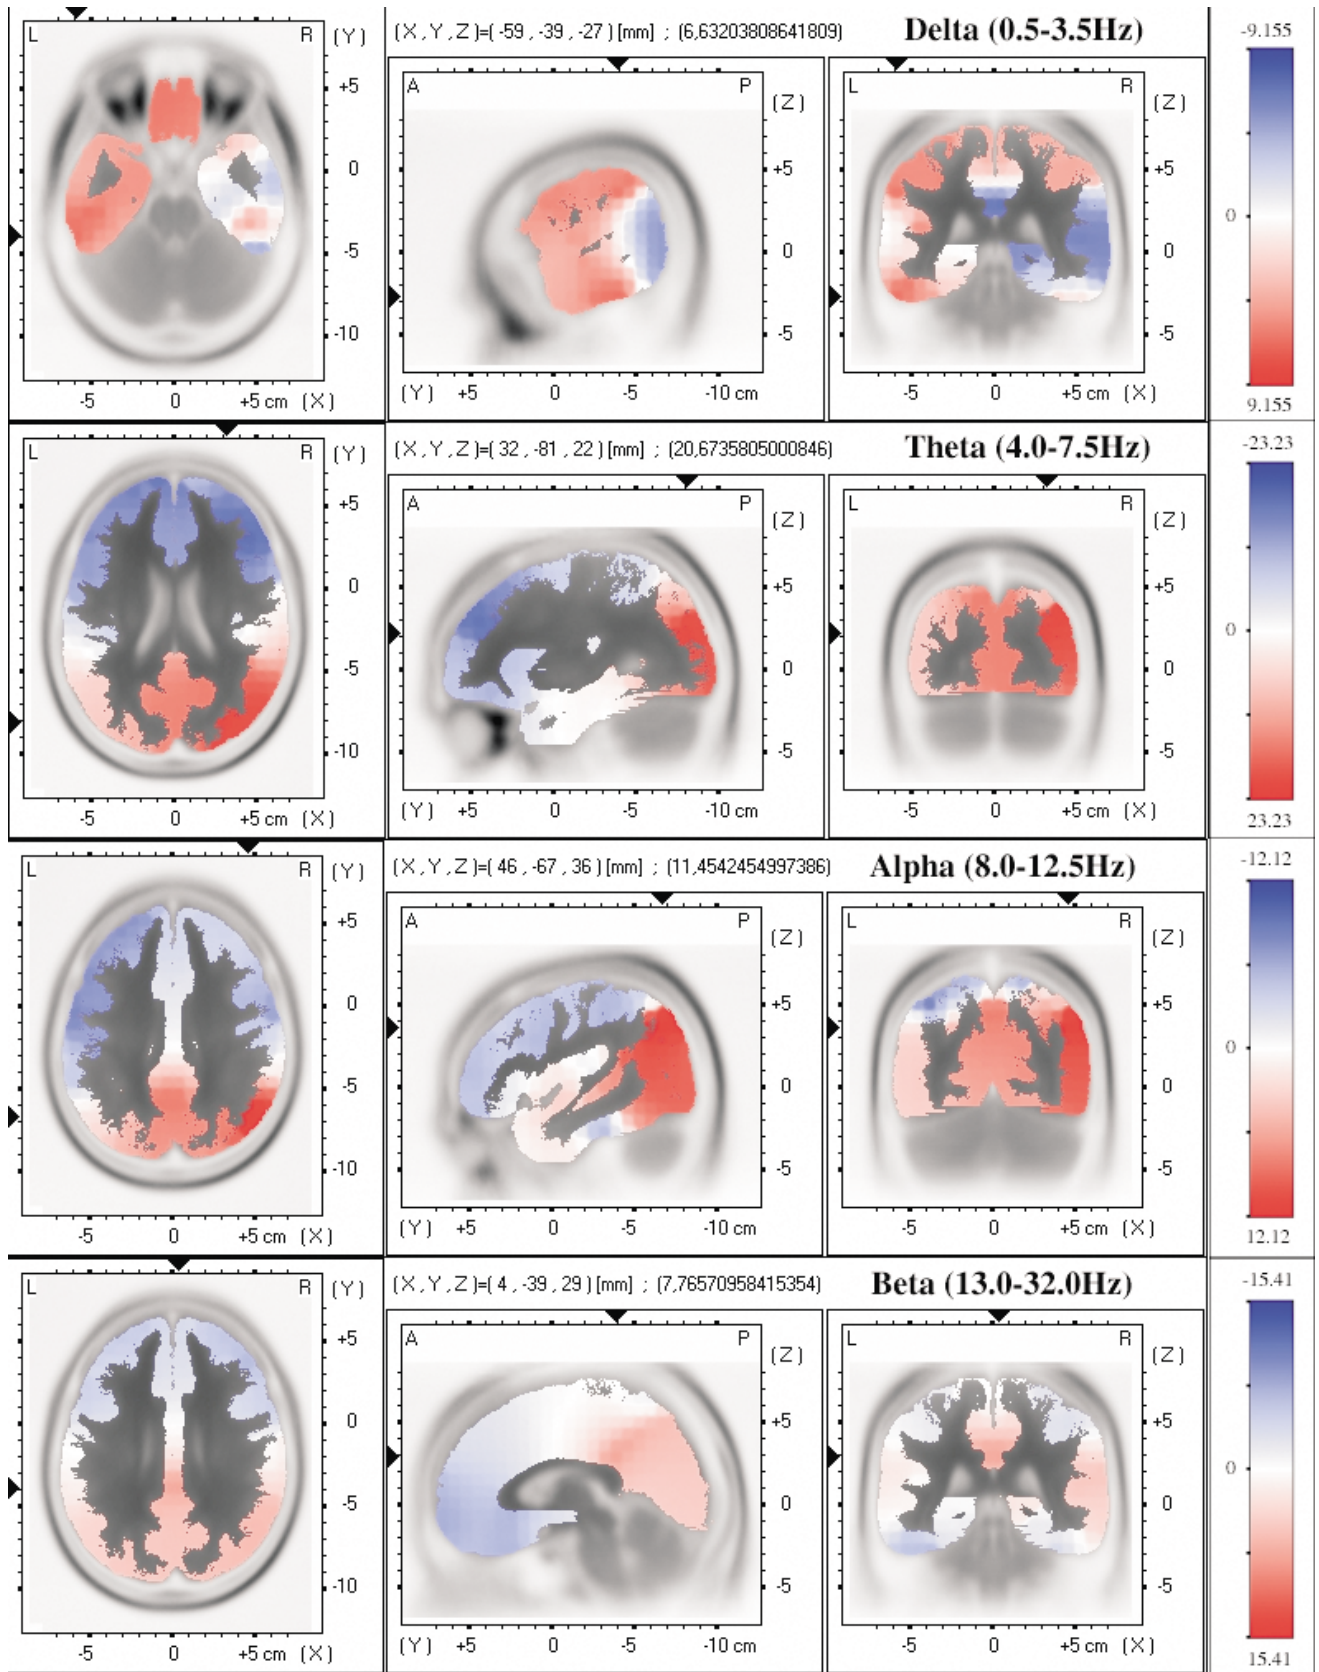 (X,Y,Z)=( -59 , -39 , -27 ) [mm] ; (6,63203808641809)
Delta (0.5-3.5Hz)
-9.155
L R (Y)
A P (Z)
L R (Z)
+5
0
-5
-10
+5
0
-5
+5
0
-5
0
-5 0 +5 cm (X)
(Y) +5 0 -5 -10 cm
-5 0 +5 cm (X)
9.155
(X,Y,Z)=( 32 , -81 , 22 ) [mm] ; (20,6735805000846)
Theta (4.0-7.5Hz)
-23.23
L R (Y)
A P (Z)
L R (Z)
+5
0
-5
-10
+5
0
-5
+5
0
-5
0
-5 0 +5 cm (X)
(Y) +5 0 -5 -10 cm
-5 0 +5 cm (X)
23.23
(X,Y,Z)=( 46 , -67 , 36 ) [mm] ; (11,4542454997386)
Alpha (8.0-12.5Hz)
-12.12
L R (Y)
A P (Z)
L R (Z)
+5
0
-5
-10
+5
0
-5
+5
0
-5
0
-5 0 +5 cm (X)
(Y) +5 0 -5 -10 cm
-5 0 +5 cm (X)
12.12
(X,Y,Z)=( 4 , -39 , 29 ) [mm] ; (7,76570958415354)
Beta (13.0-32.0Hz)
-15.41
L R (Y)
A P (Z)
L R (Z)
+5
0
-5
-10
+5
0
-5
+5
0
-5
0
-5 0 +5 cm (X)
(Y) +5 0 -5 -10 cm
-5 0 +5 cm (X)
15.41